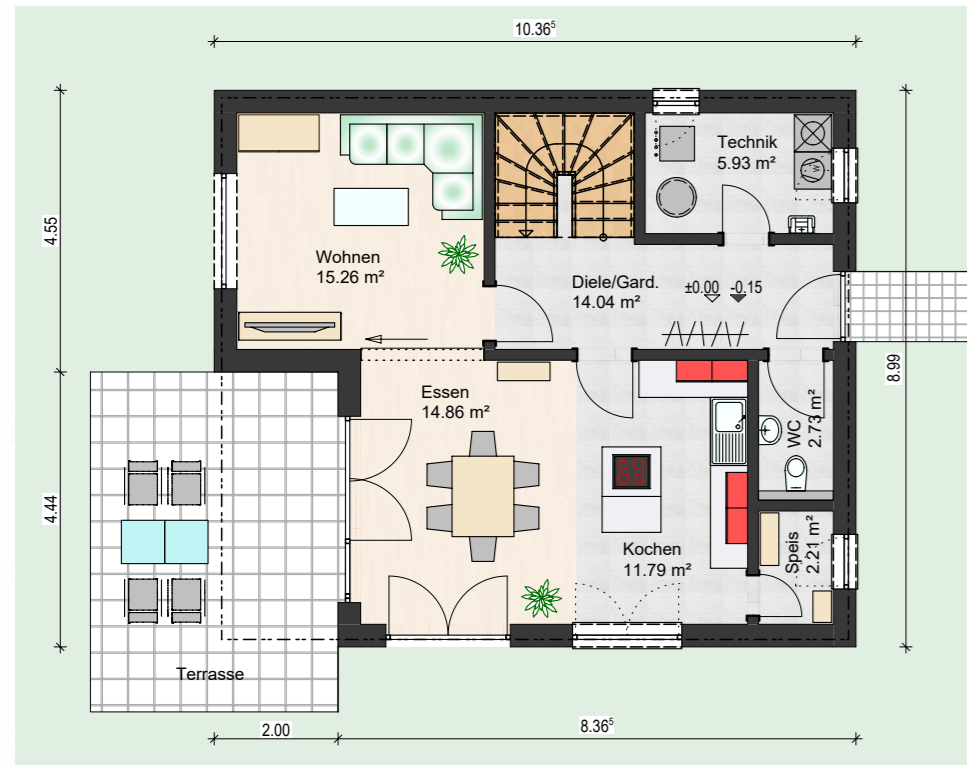 10.36⁵
Technik
5.93 m²
W
4.55
Wohnen
15.26 m²
Diele/Gard.
14.04 m²
±0.00 -0.15
8.99
Essen
14.86 m²
WC
2.73 m²
4.44
Kochen
11.79 m²
Speis
2.21 m²
Terrasse
2.00
8.36⁵